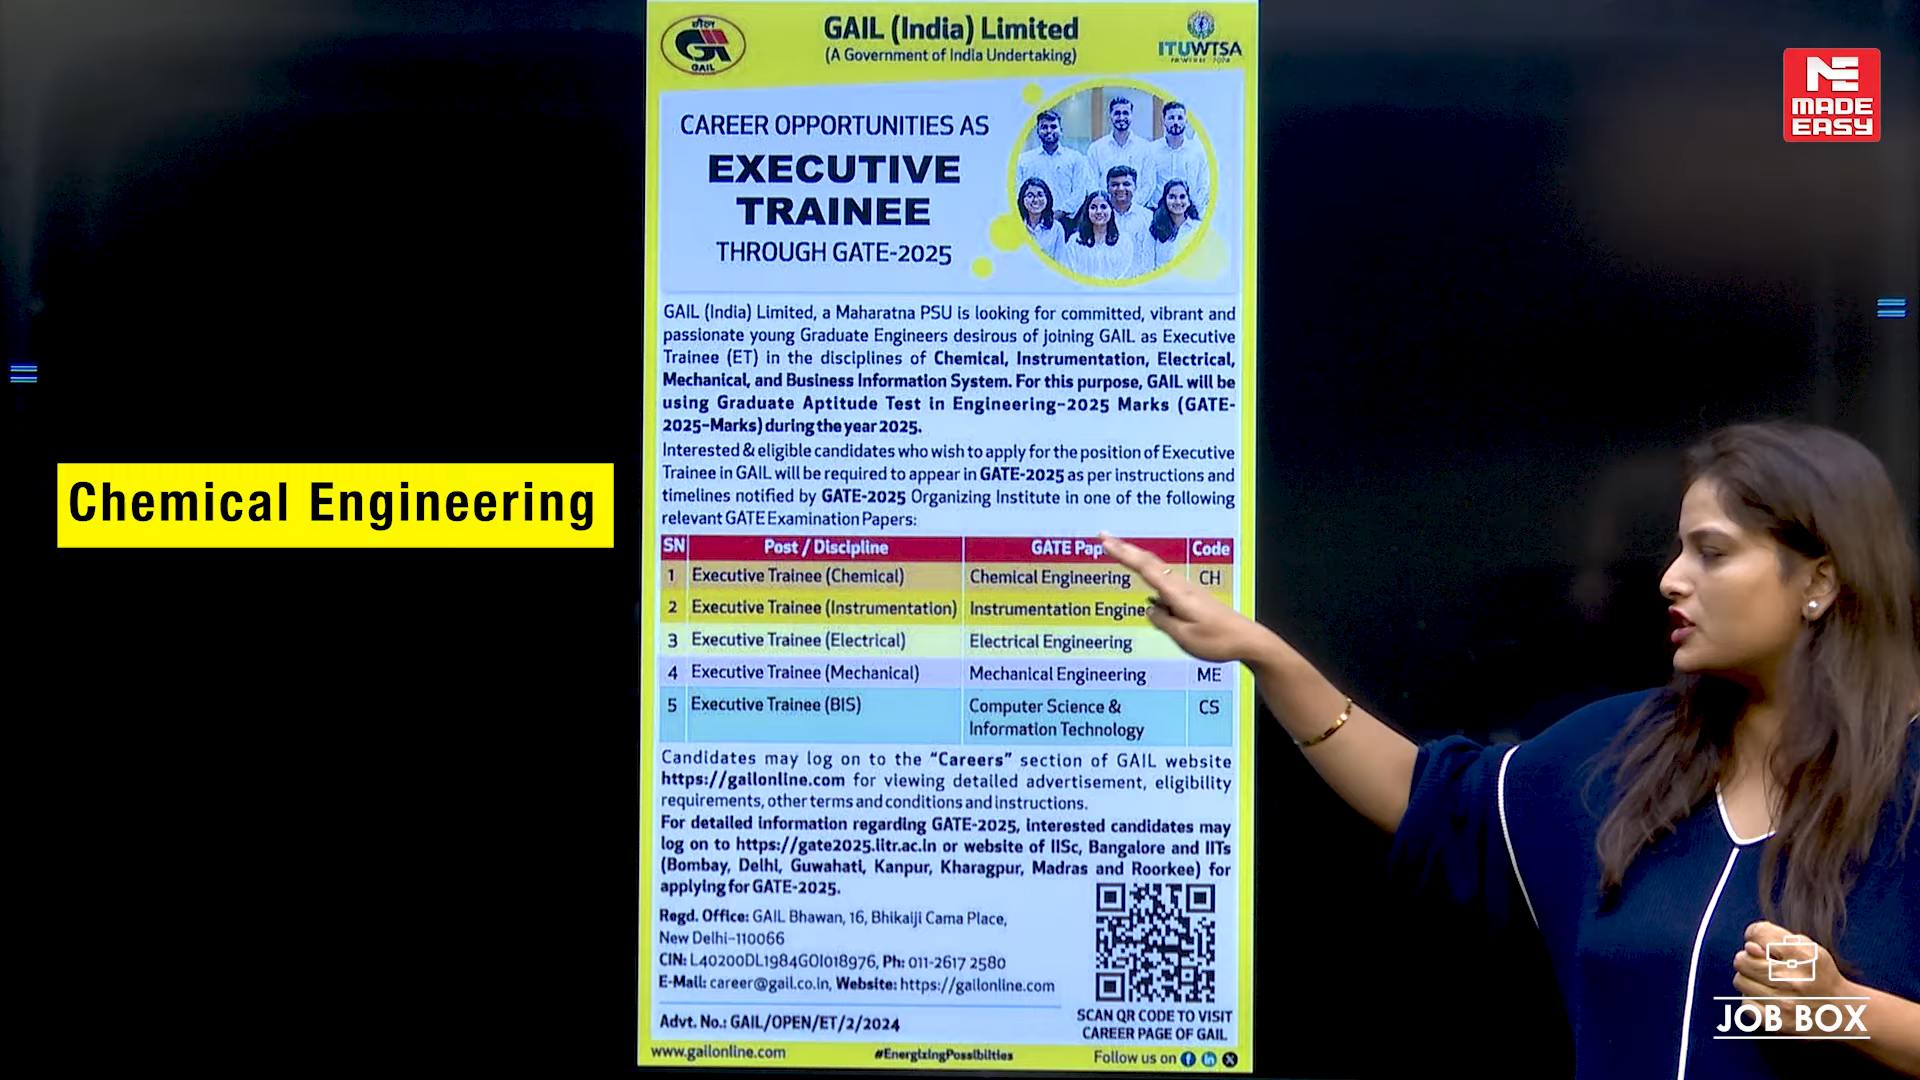 गेल
GAIL
GAIL (India) Limited
(A Government of India Undertaking)
ITUWTSA
CAREER OPPORTUNITIES AS
EXECUTIVE
TRAINEE
THROUGH GATE-2025
MADE
EASY
GAIL (India) Limited, a Maharatna PSU is looking for committed, vibrant and
passionate young Graduate Engineers desirous of joining GAIL as Executive
Trainee (ET) in the disciplines of Chemical, Instrumentation, Electrical,
Mechanical, and Business Information System. For this purpose, GAIL will be
using Graduate Aptitude Test in Engineering-2025 Marks (GATE-
2025-Marks) during the year 2025.
Interested & eligible candidates who wish to apply for the position of Executive
Trainee in GAIL will be required to appear in GATE-2025 as per instructions and
timelines notified by GATE-2025 Organizing Institute in one of the following
relevant GATE Examination Papers:
Chemical Engineering
SN Post / Discipline GATE Pap Code
1 Executive Trainee (Chemical) Chemical Engineering CH
2 Executive Trainee (Instrumentation) Instrumentation Engine
3 Executive Trainee (Electrical) Electrical Engineering
4 Executive Trainee (Mechanical) Mechanical Engineering ME
5 Executive Trainee (BIS) Computer Science & CS
Information Technology
Candidates may log on to the “Careers” section of GAIL website
https://gailonline.com for viewing detailed advertisement, eligibility
requirements, other terms and conditions and instructions.
For detailed information regarding GATE-2025, interested candidates may
log on to https://gate2025.iitr.ac.in or website of IISc, Bangalore and IITs
(Bombay, Delhi, Guwahati, Kanpur, Kharagpur, Madras and Roorkee) for
applying for GATE-2025.
Regd. Office: GAIL Bhawan, 16, Bhikaiji Cama Place,
New Delhi-110066
CIN: L40200DL1984GOI018976, Ph: 011-2617 2580
E-Mail: career@gail.co.in, Website: https://gailonline.com
Advt. No.: GAIL/OPEN/ET/2/2024
SCAN QR CODE TO VISIT
CAREER PAGE OF GAIL
www.gailonline.com #EnergizingPossibilities Follow us on
JOB BOX